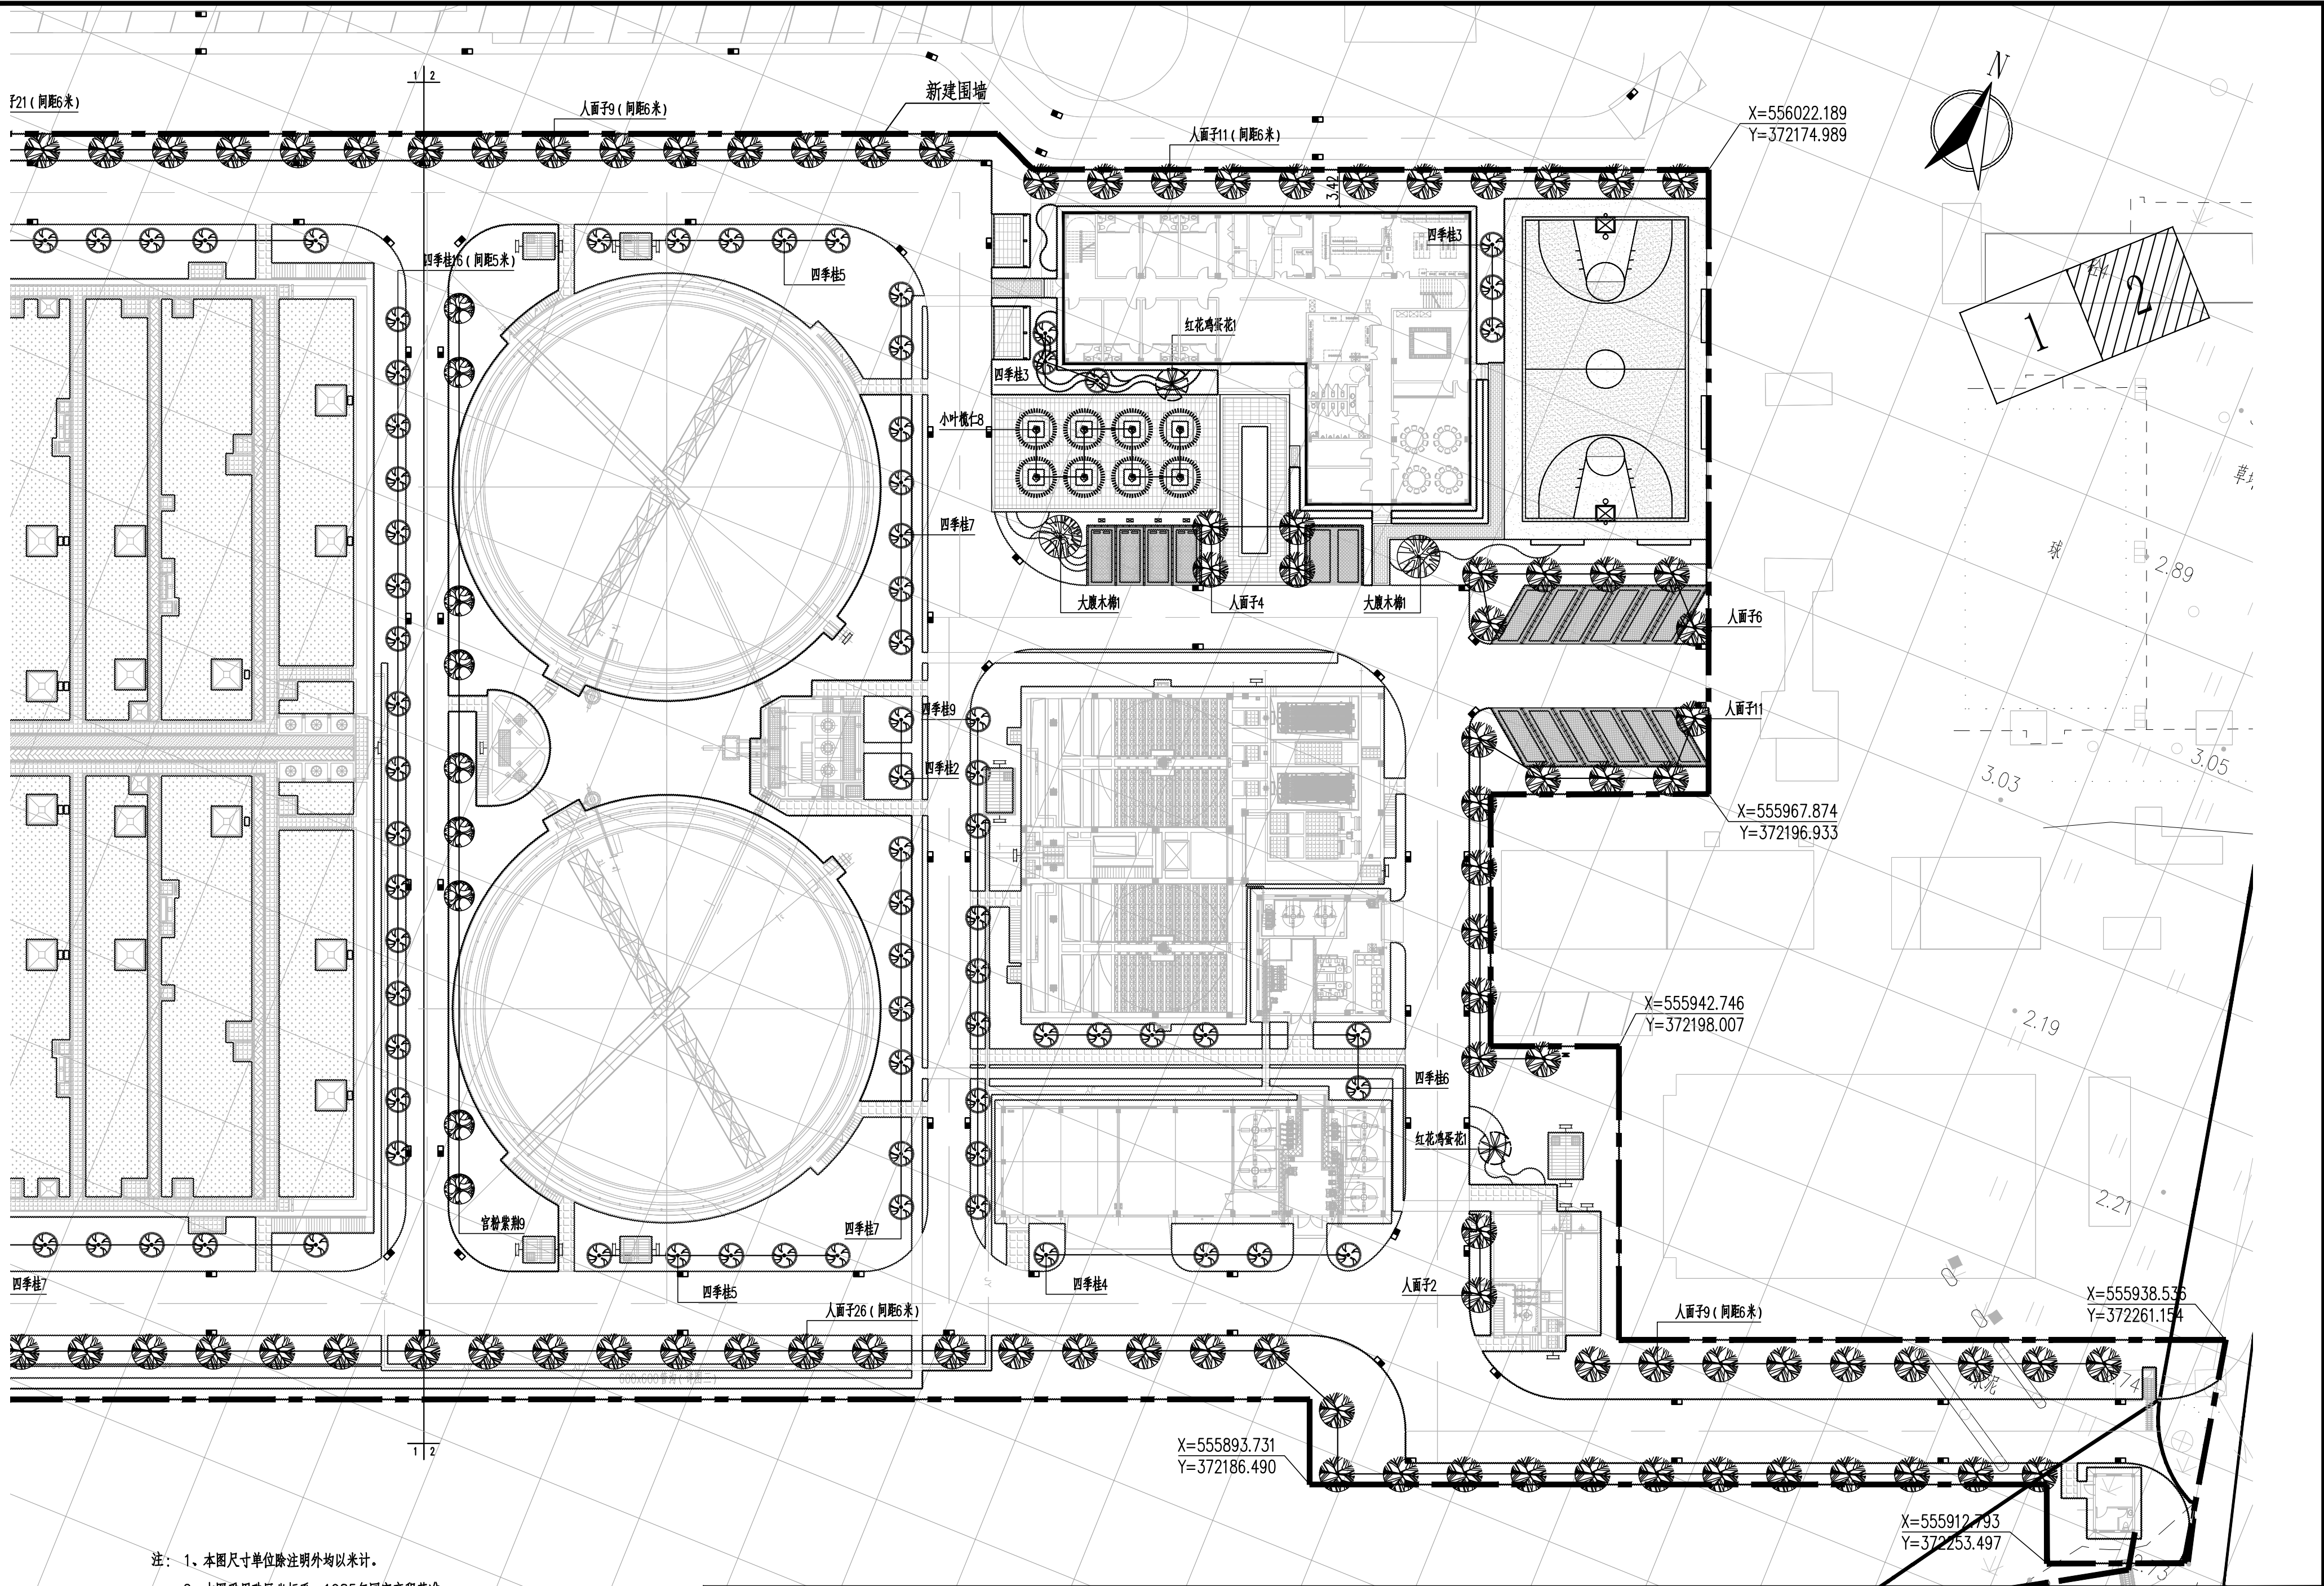 1 2
子21（间距6米）
人面子9（间距6米）
新建围墙
人面子11（间距6米）
X=556022.189
Y=372174.989
N
3.42
四季桂16（间距5米）
四季桂5
四季桂3
红花鸡蛋花1
四季桂3
小叶榄仁8
四季桂7
大腹木棉1
人面子4
大腹木棉1
人面子6
人面子11
1
2
球
2.89
3.03
3.05
四季桂9
四季桂2
X=555967.874
Y=372196.933
X=555942.746
Y=372198.007
2.19
四季桂6
红花鸡蛋花1
2.21
宫粉紫荆9
四季桂7
四季桂7
四季桂5
四季桂4
人面子2
人面子26（间距6米）
人面子9（间距6米）
X=555938.536
Y=372261.154
X=555893.731
Y=372186.490
X=555912.793
Y=372253.497
1 2
注：1、本图尺寸单位除注明外均以米计。